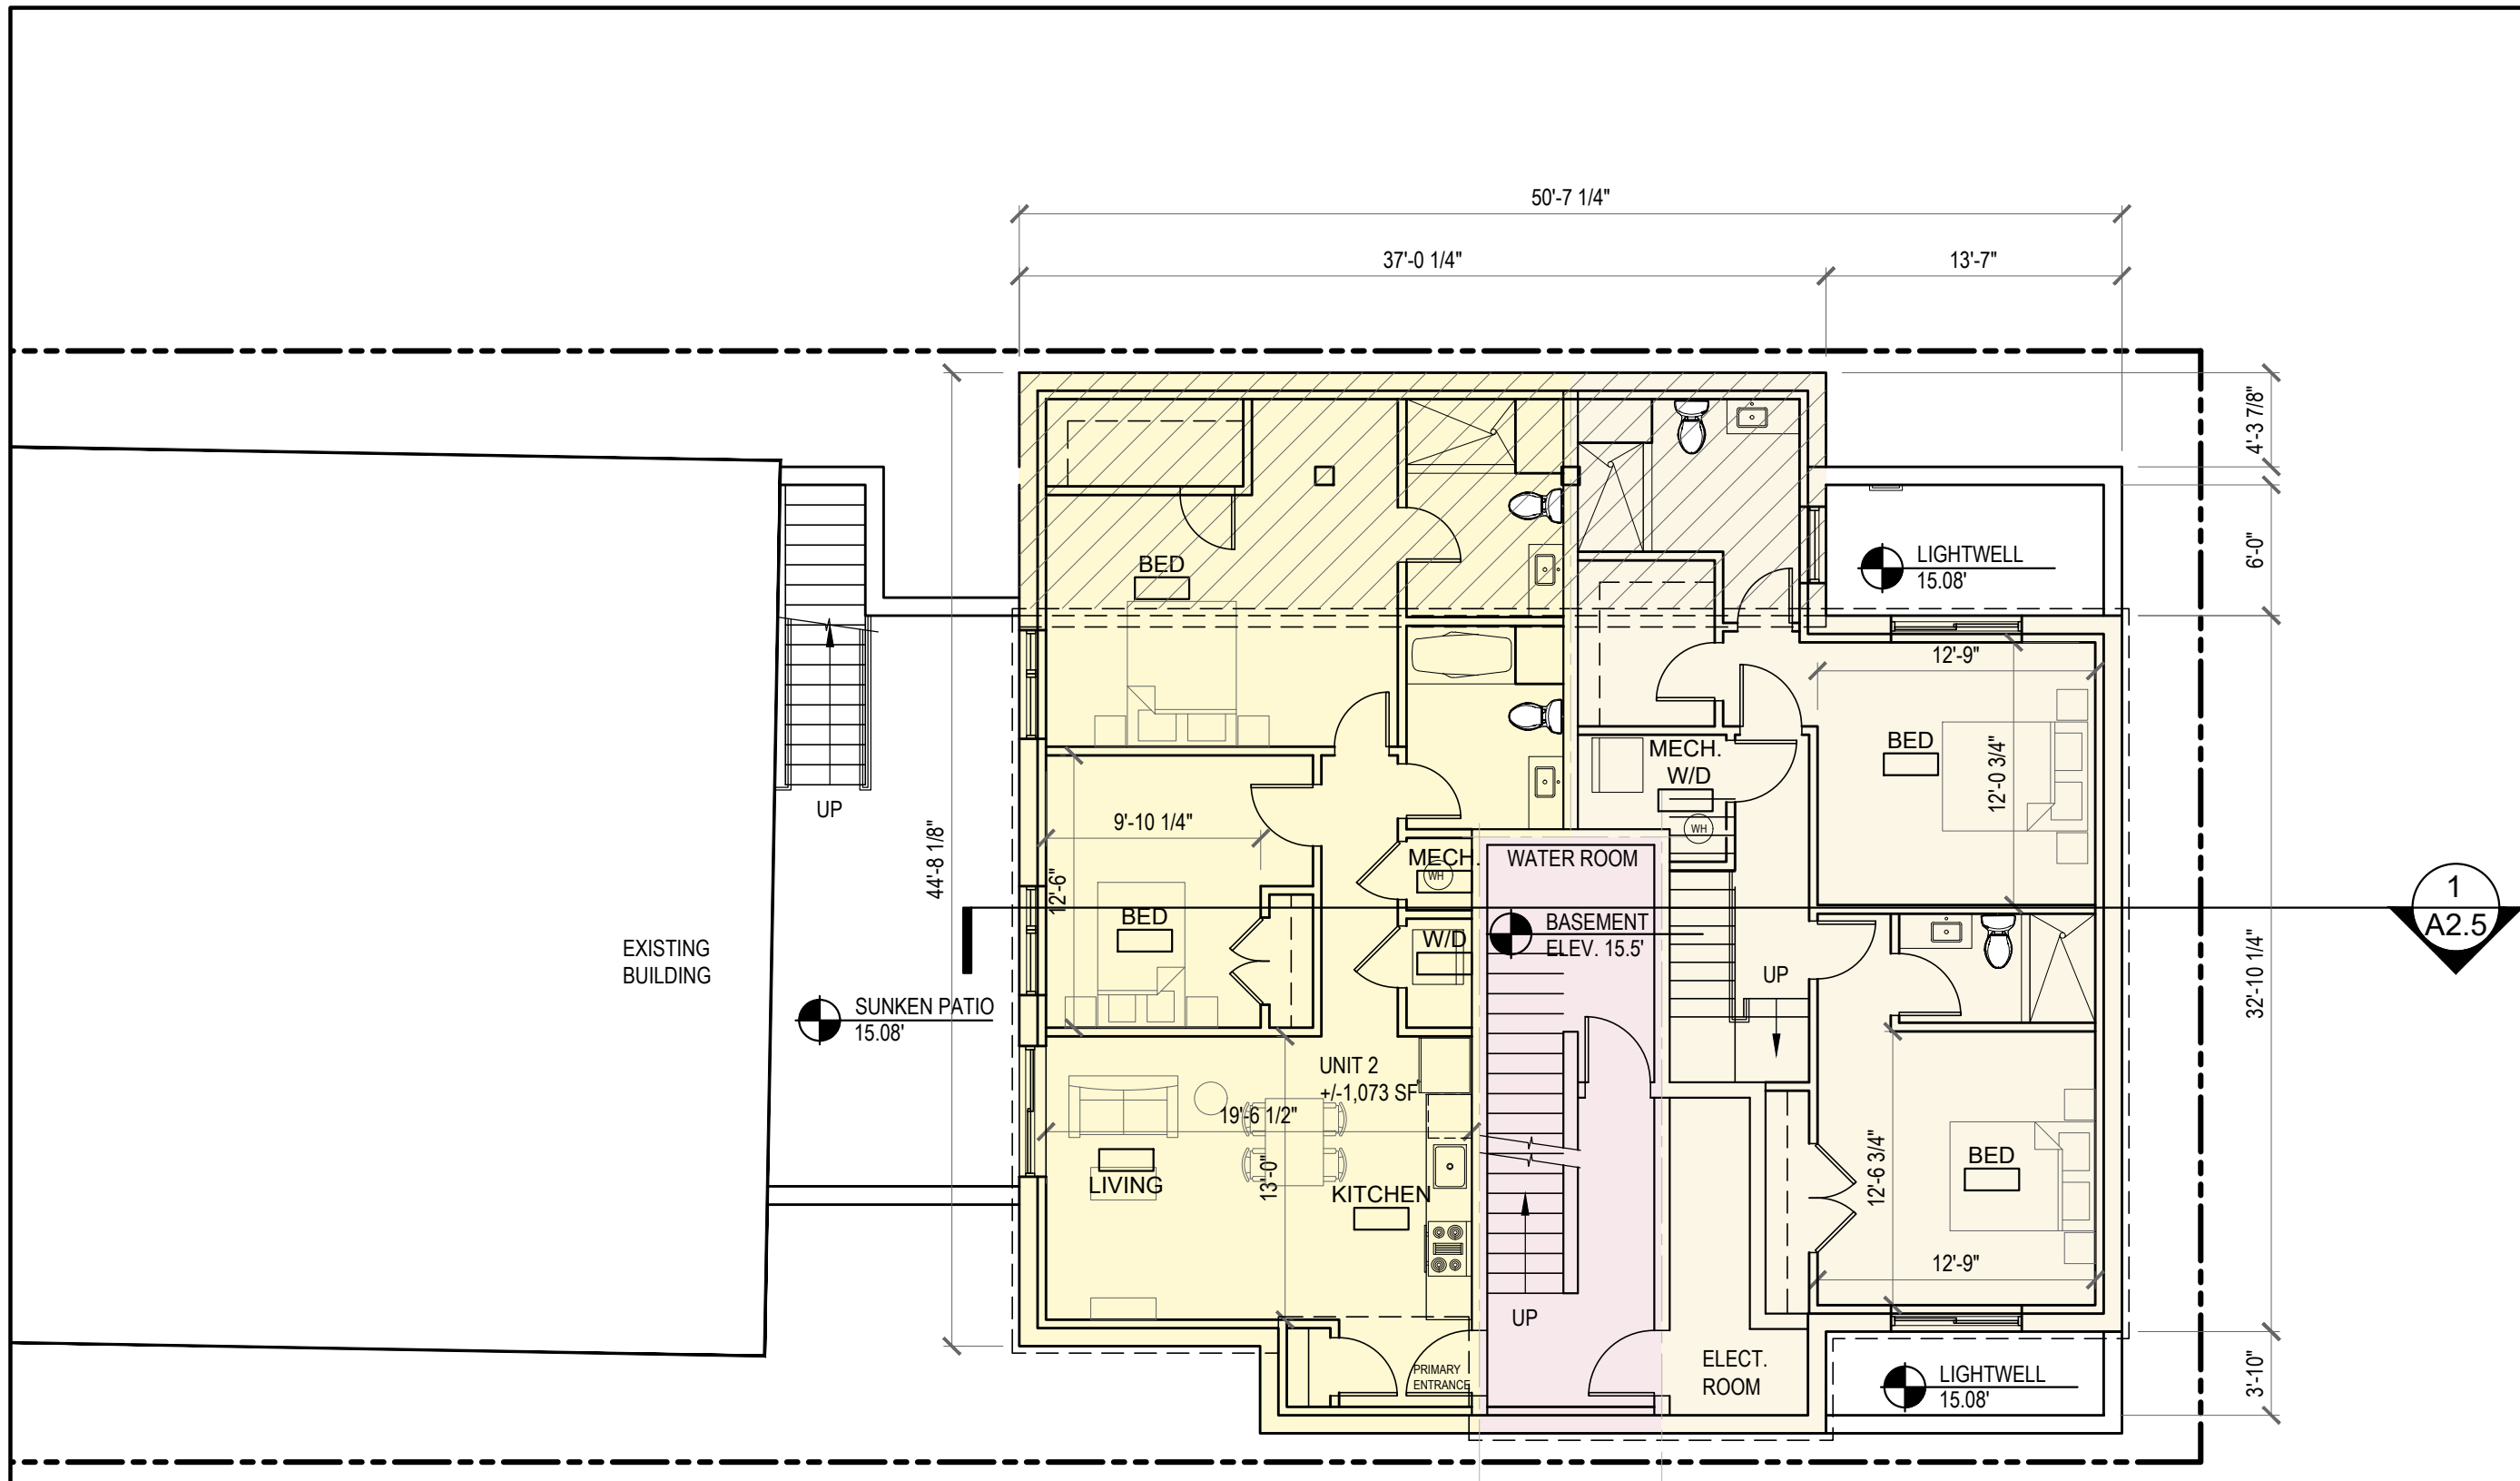 50'-7 1/4"
37'-0 1/4"
13'-7"
4'-3 7/8"
6'-0"
LIGHTWELL
15.08'
BED
12'-9"
MECH.
W/D
WH
BED
12'-0 3/4"
UP
9'-10 1/4"
44'-8 1/8"
12'-6"
MECH.
WH
WATER ROOM
BED
W/D
BASEMENT
ELEV. 15.5'
1
A2.5
EXISTING
BUILDING
SUNKEN PATIO
15.08'
UP
32'-10 1/4"
UNIT 2
+/-1,073 SF
19'-6 1/2"
LIVING
13'-0"
KITCHEN
12'-6 3/4"
BED
12'-9"
UP
PRIMARY
ENTRANCE
ELECT.
ROOM
LIGHTWELL
15.08'
3'-10"